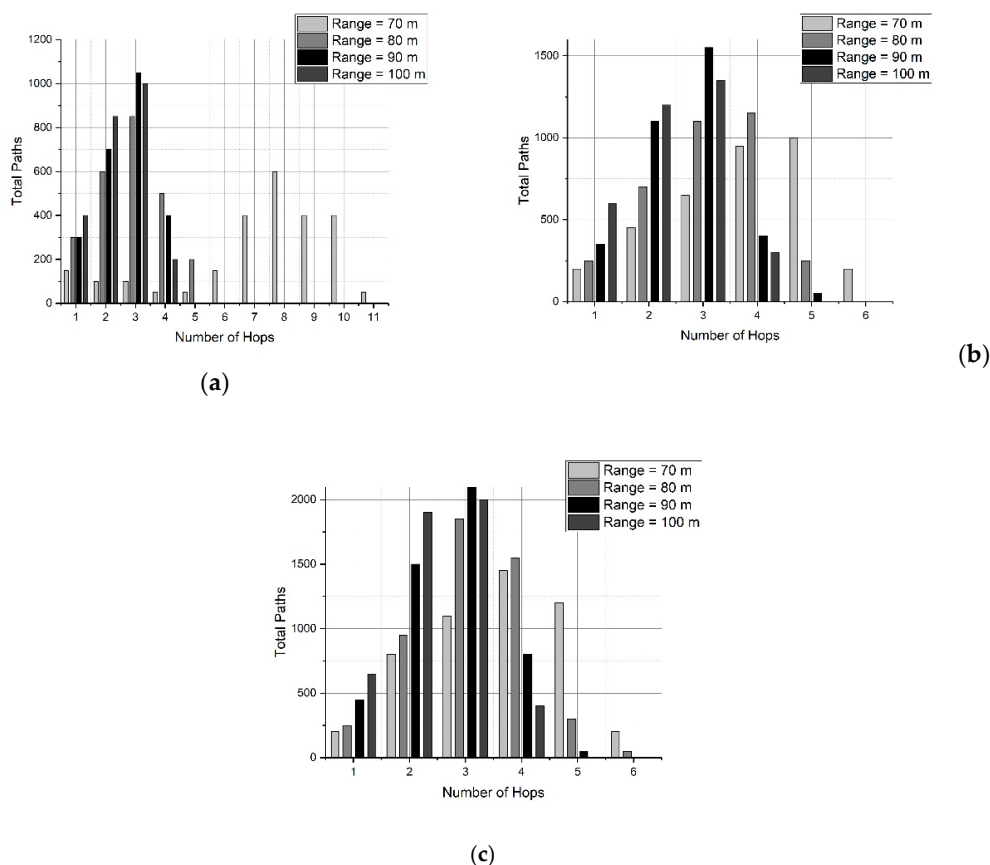 Range = 70 m
Range = 80 m
Range = 90 m
Range = 100 m
1200
1000
800
600
400
200
0
Total Paths
1 2 3 4 5 6 7 8 9 10 11
Number of Hops
(a)
Range = 70 m
Range = 80 m
Range = 90 m
Range = 100 m
1500
1000
500
0
Total Paths
1 2 3 4 5 6
Number of Hops
(b)
Range = 70 m
Range = 80 m
Range = 90 m
Range = 100 m
2000
1500
1000
500
0
Total Paths
1 2 3 4 5 6
Number of Hops
(c)